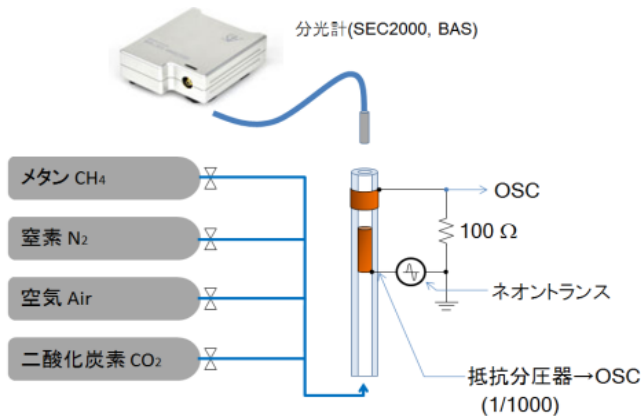 分光計(SEC2000, BAS)
メタン CH4
OSC
100 Ω
窒素 N2
空気 Air
ネオントランス
二酸化炭素 CO2
抵抗分圧器→OSC
(1/1000)